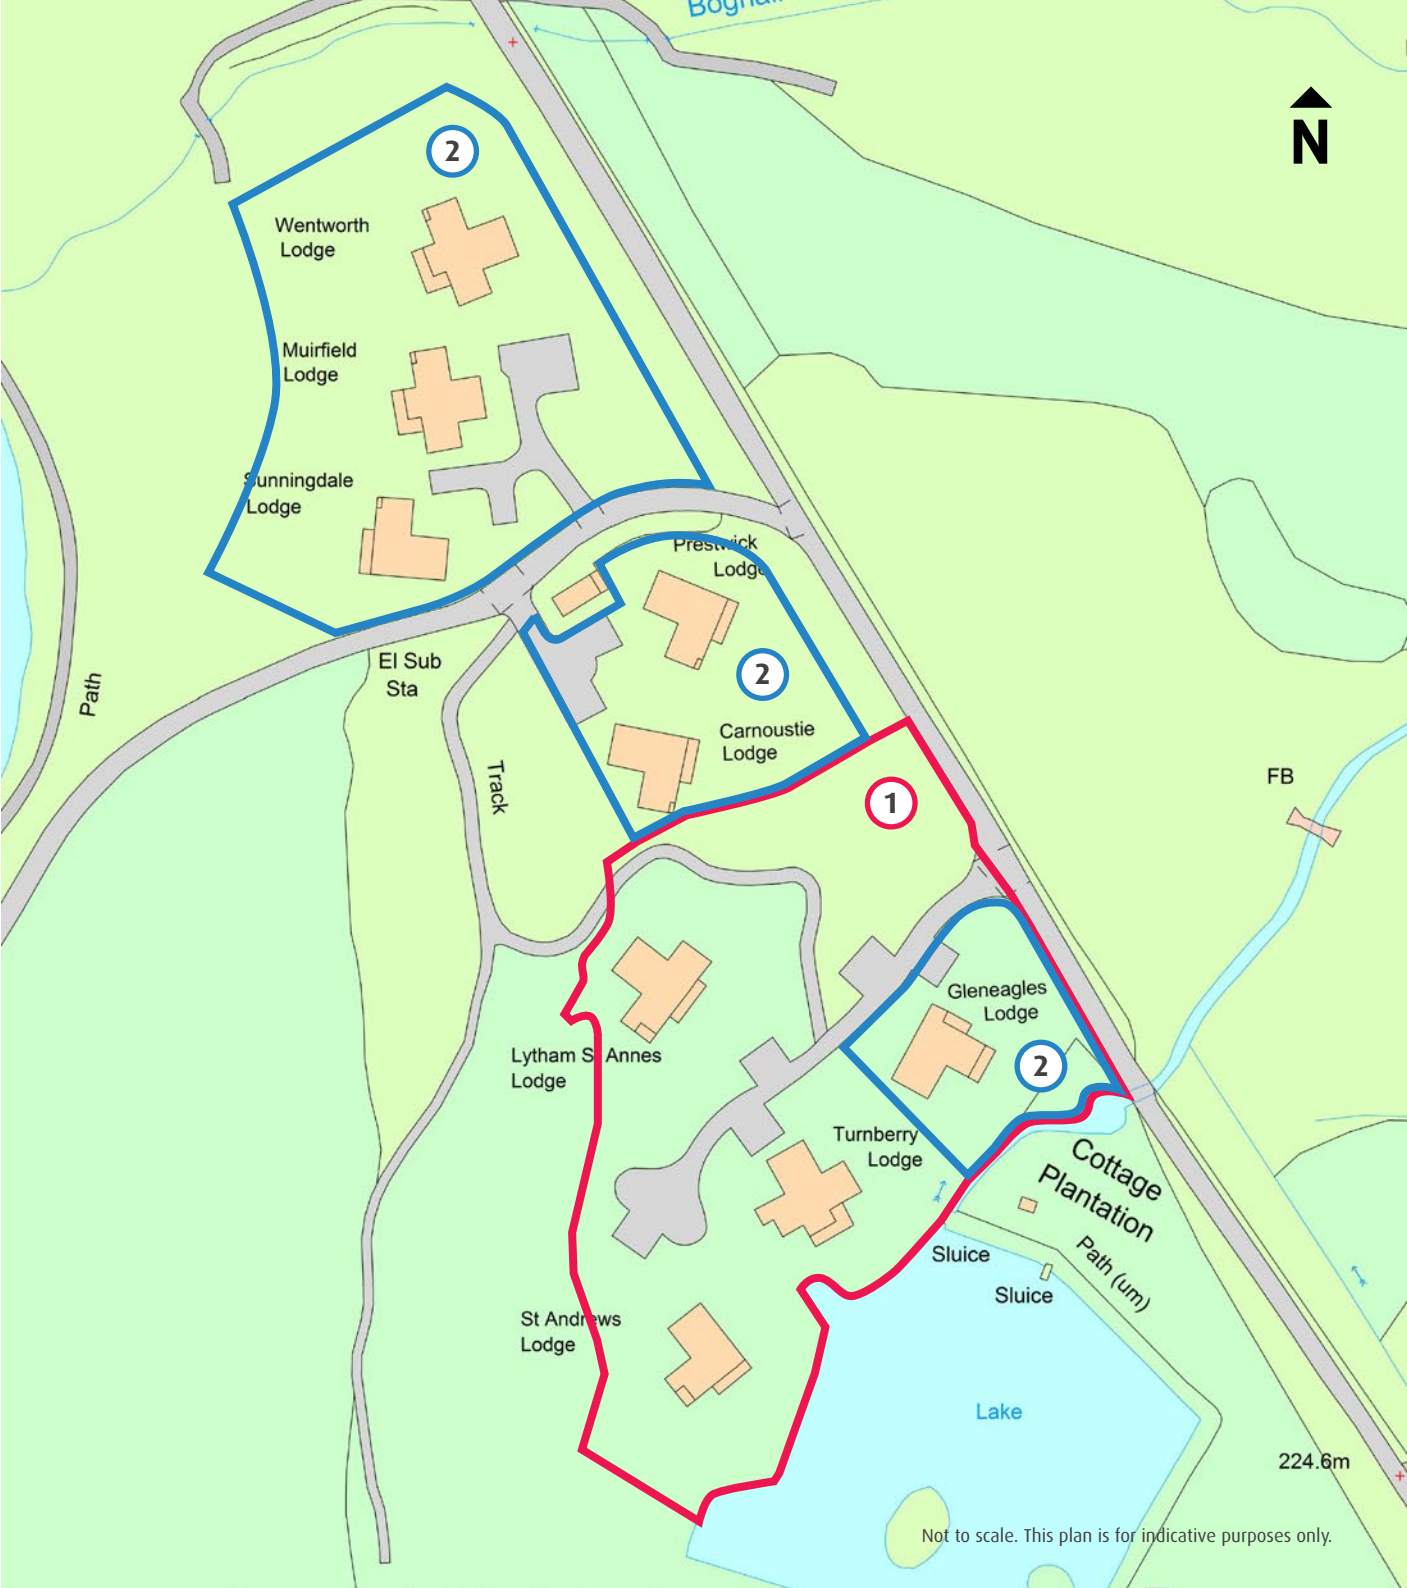 N
2
Wentworth
Lodge
Muirfield
Lodge
Sunningdale
Lodge
Prestwick
Lodge
El Sub
Sta
Path
2
Carnoustie
Lodge
Track
FB
1
Gleneagles
Lodge
Lytham St Annes
Lodge
2
Turnberry
Lodge
Cottage
Plantation
Path (um)
Sluice
Sluice
St Andrews
Lodge
Lake
224.6m
Not to scale. This plan is for indicative purposes only.